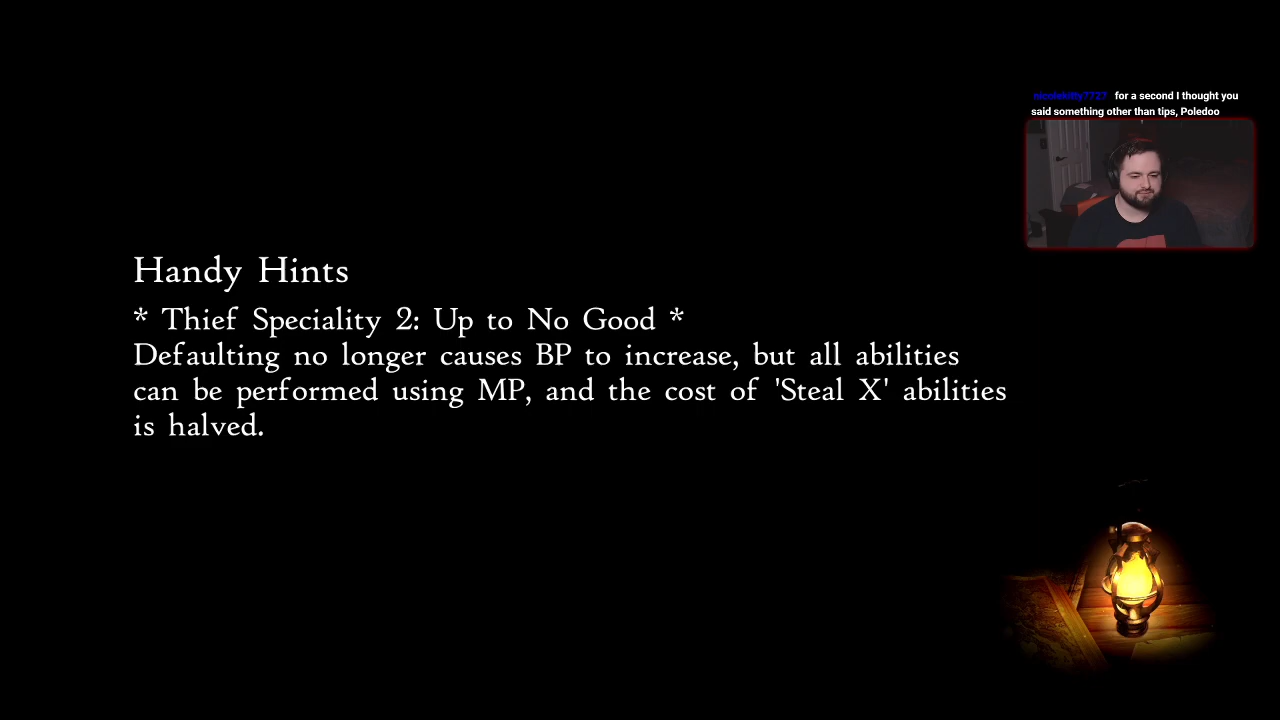 nicolekitty7727 for a second I thought you
said something other than tips, Poledoo
Handy Hints
* Thief Speciality 2: Up to No Good *
Defaulting no longer causes BP to increase, but all abilities
can be performed using MP, and the cost of 'Steal X' abilities
is halved.